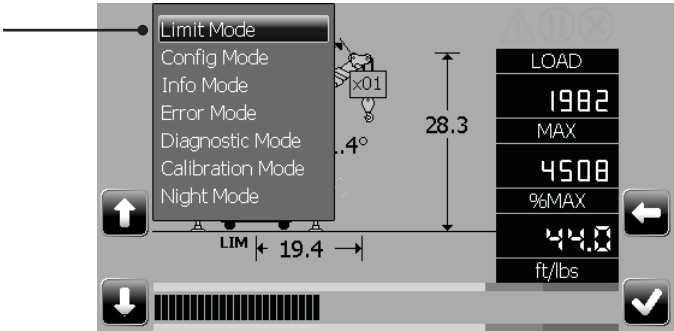 Limit Mode
Config Mode
Info Mode
Error Mode
Diagnostic Mode
Calibration Mode
Night Mode
x01
.4°
28.3
LIM
19.4
LOAD
1982
MAX
4508
%MAX
44.0
ft/lbs